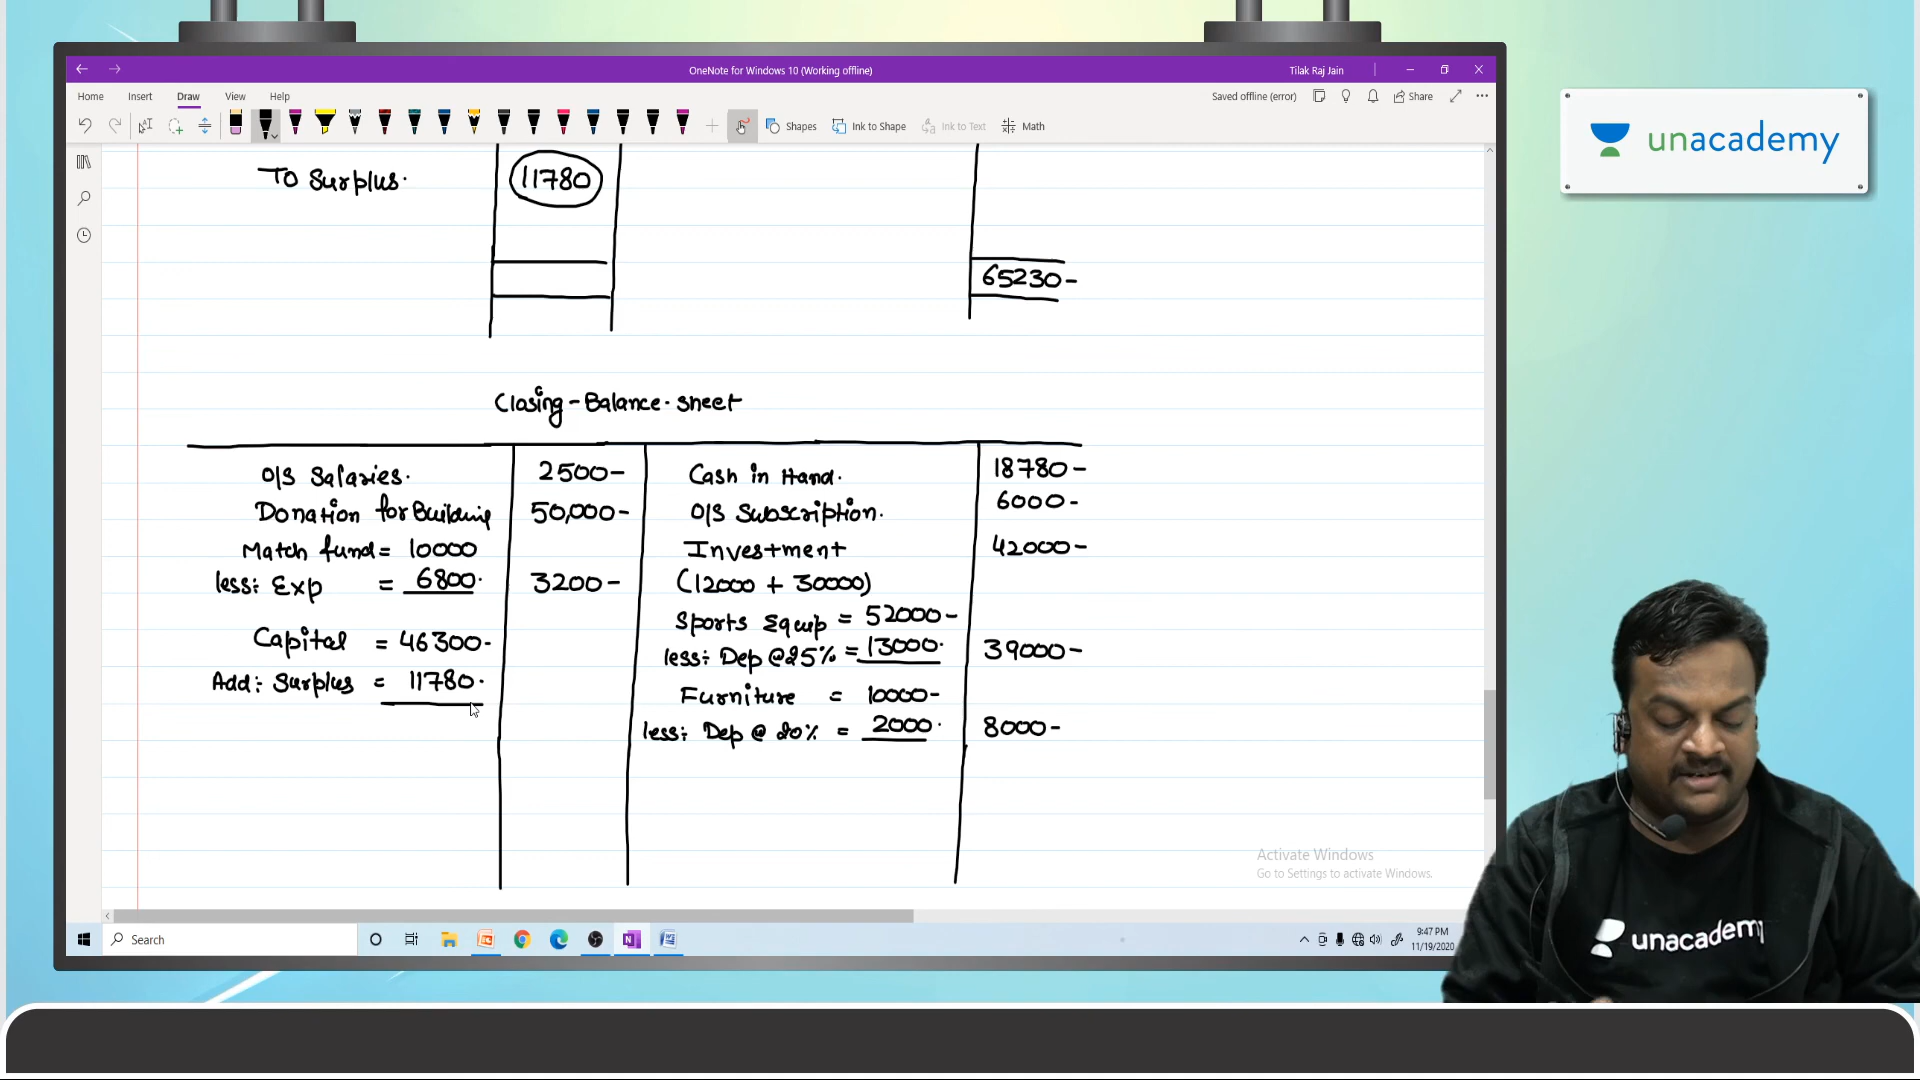 OneNote for Windows 10 (Working offline)
Tilak Raj Jain
Home Insert Draw View Help
Saved offline (error)
Share
Shapes
Ink to Shape
Ink to Text
Math
unacademy
To Surplus. 11780
65230-
Closing-Balance-sheet
O/S Salaries. 2500- Cash in Hand. 18780-
Donation for Building 50,000- O/S Subscription. 6000-
Match fund = 10000 Investment 42000-
less: Exp = 6800. 3200- (12000 + 30000)
Sports Equip = 52000-
Capital = 46300- less: Dep @25% = 13000. 39000-
Add: Surplus = 11780. Furniture = 10000-
less: Dep @ 20% = 2000. 8000-
Activate Windows
Go to Settings to activate Windows.
Search
9:47 PM
11/19/2020
unacademy